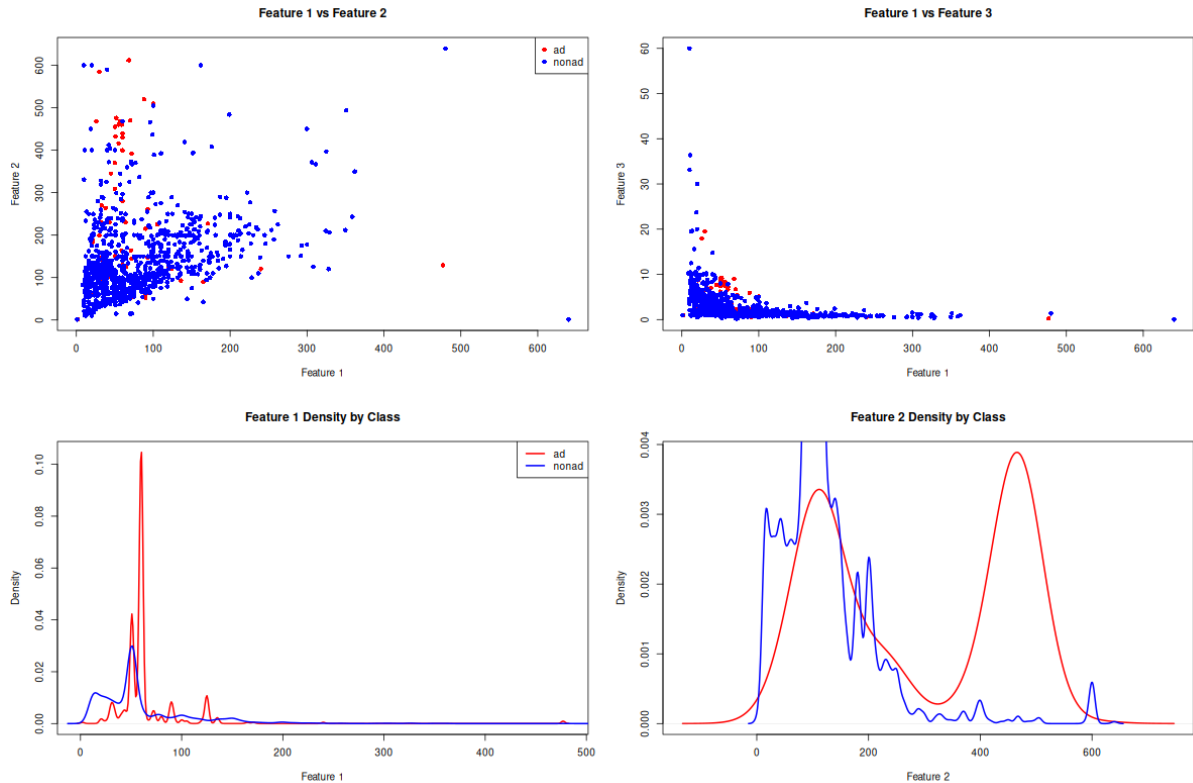 Feature 1 vs Feature 2
ad
nonad
Feature 2
0 100 200 300 400 500 600
0 100 200 300 400 500 600
Feature 1
Feature 1 vs Feature 3
Feature 3
0 10 20 30 40 50 60
0 100 200 300 400 500 600
Feature 1
Feature 1 Density by Class
ad
nonad
Density
0.00 0.02 0.04 0.06 0.08 0.10
0 100 200 300 400 500
Feature 1
Feature 2 Density by Class
Density
0.000 0.001 0.002 0.003 0.004
0 200 400 600
Feature 2